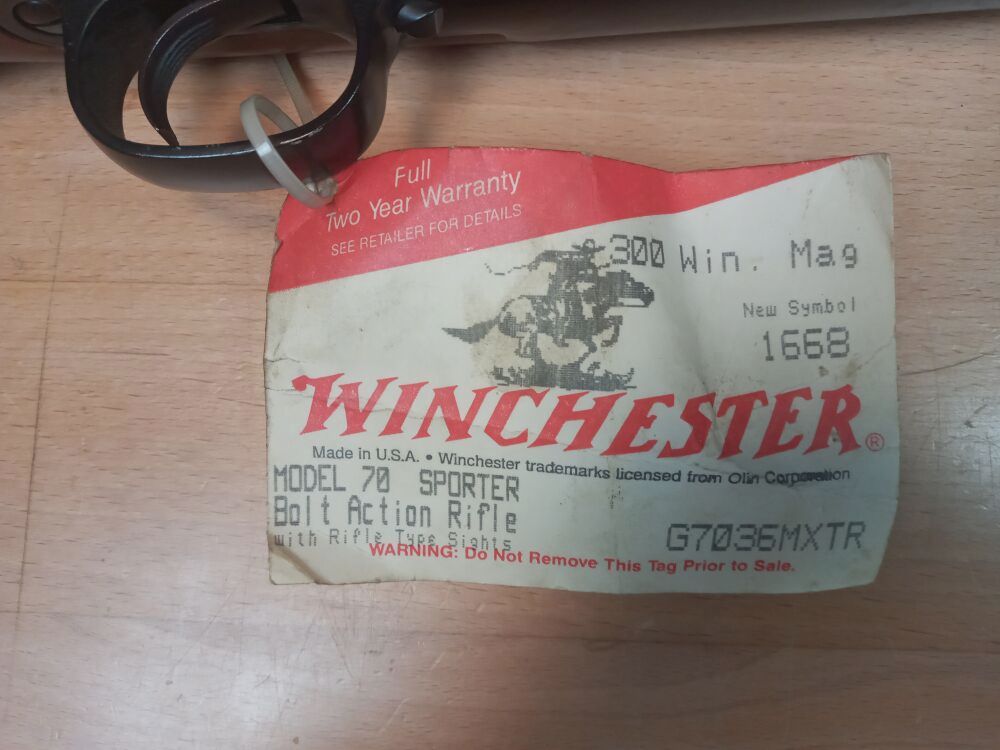 Full
Two Year Warranty
SEE RETAILER FOR DETAILS
300 Win. Mag
New Symbol
1668
WINCHESTER®
Made in U.S.A. • Winchester trademarks licensed from Olin Corporation
MODEL 70 SPORTER
Bolt Action Rifle
with Rifle Type Sights
G7036MXTR
WARNING: Do Not Remove This Tag Prior to Sale.